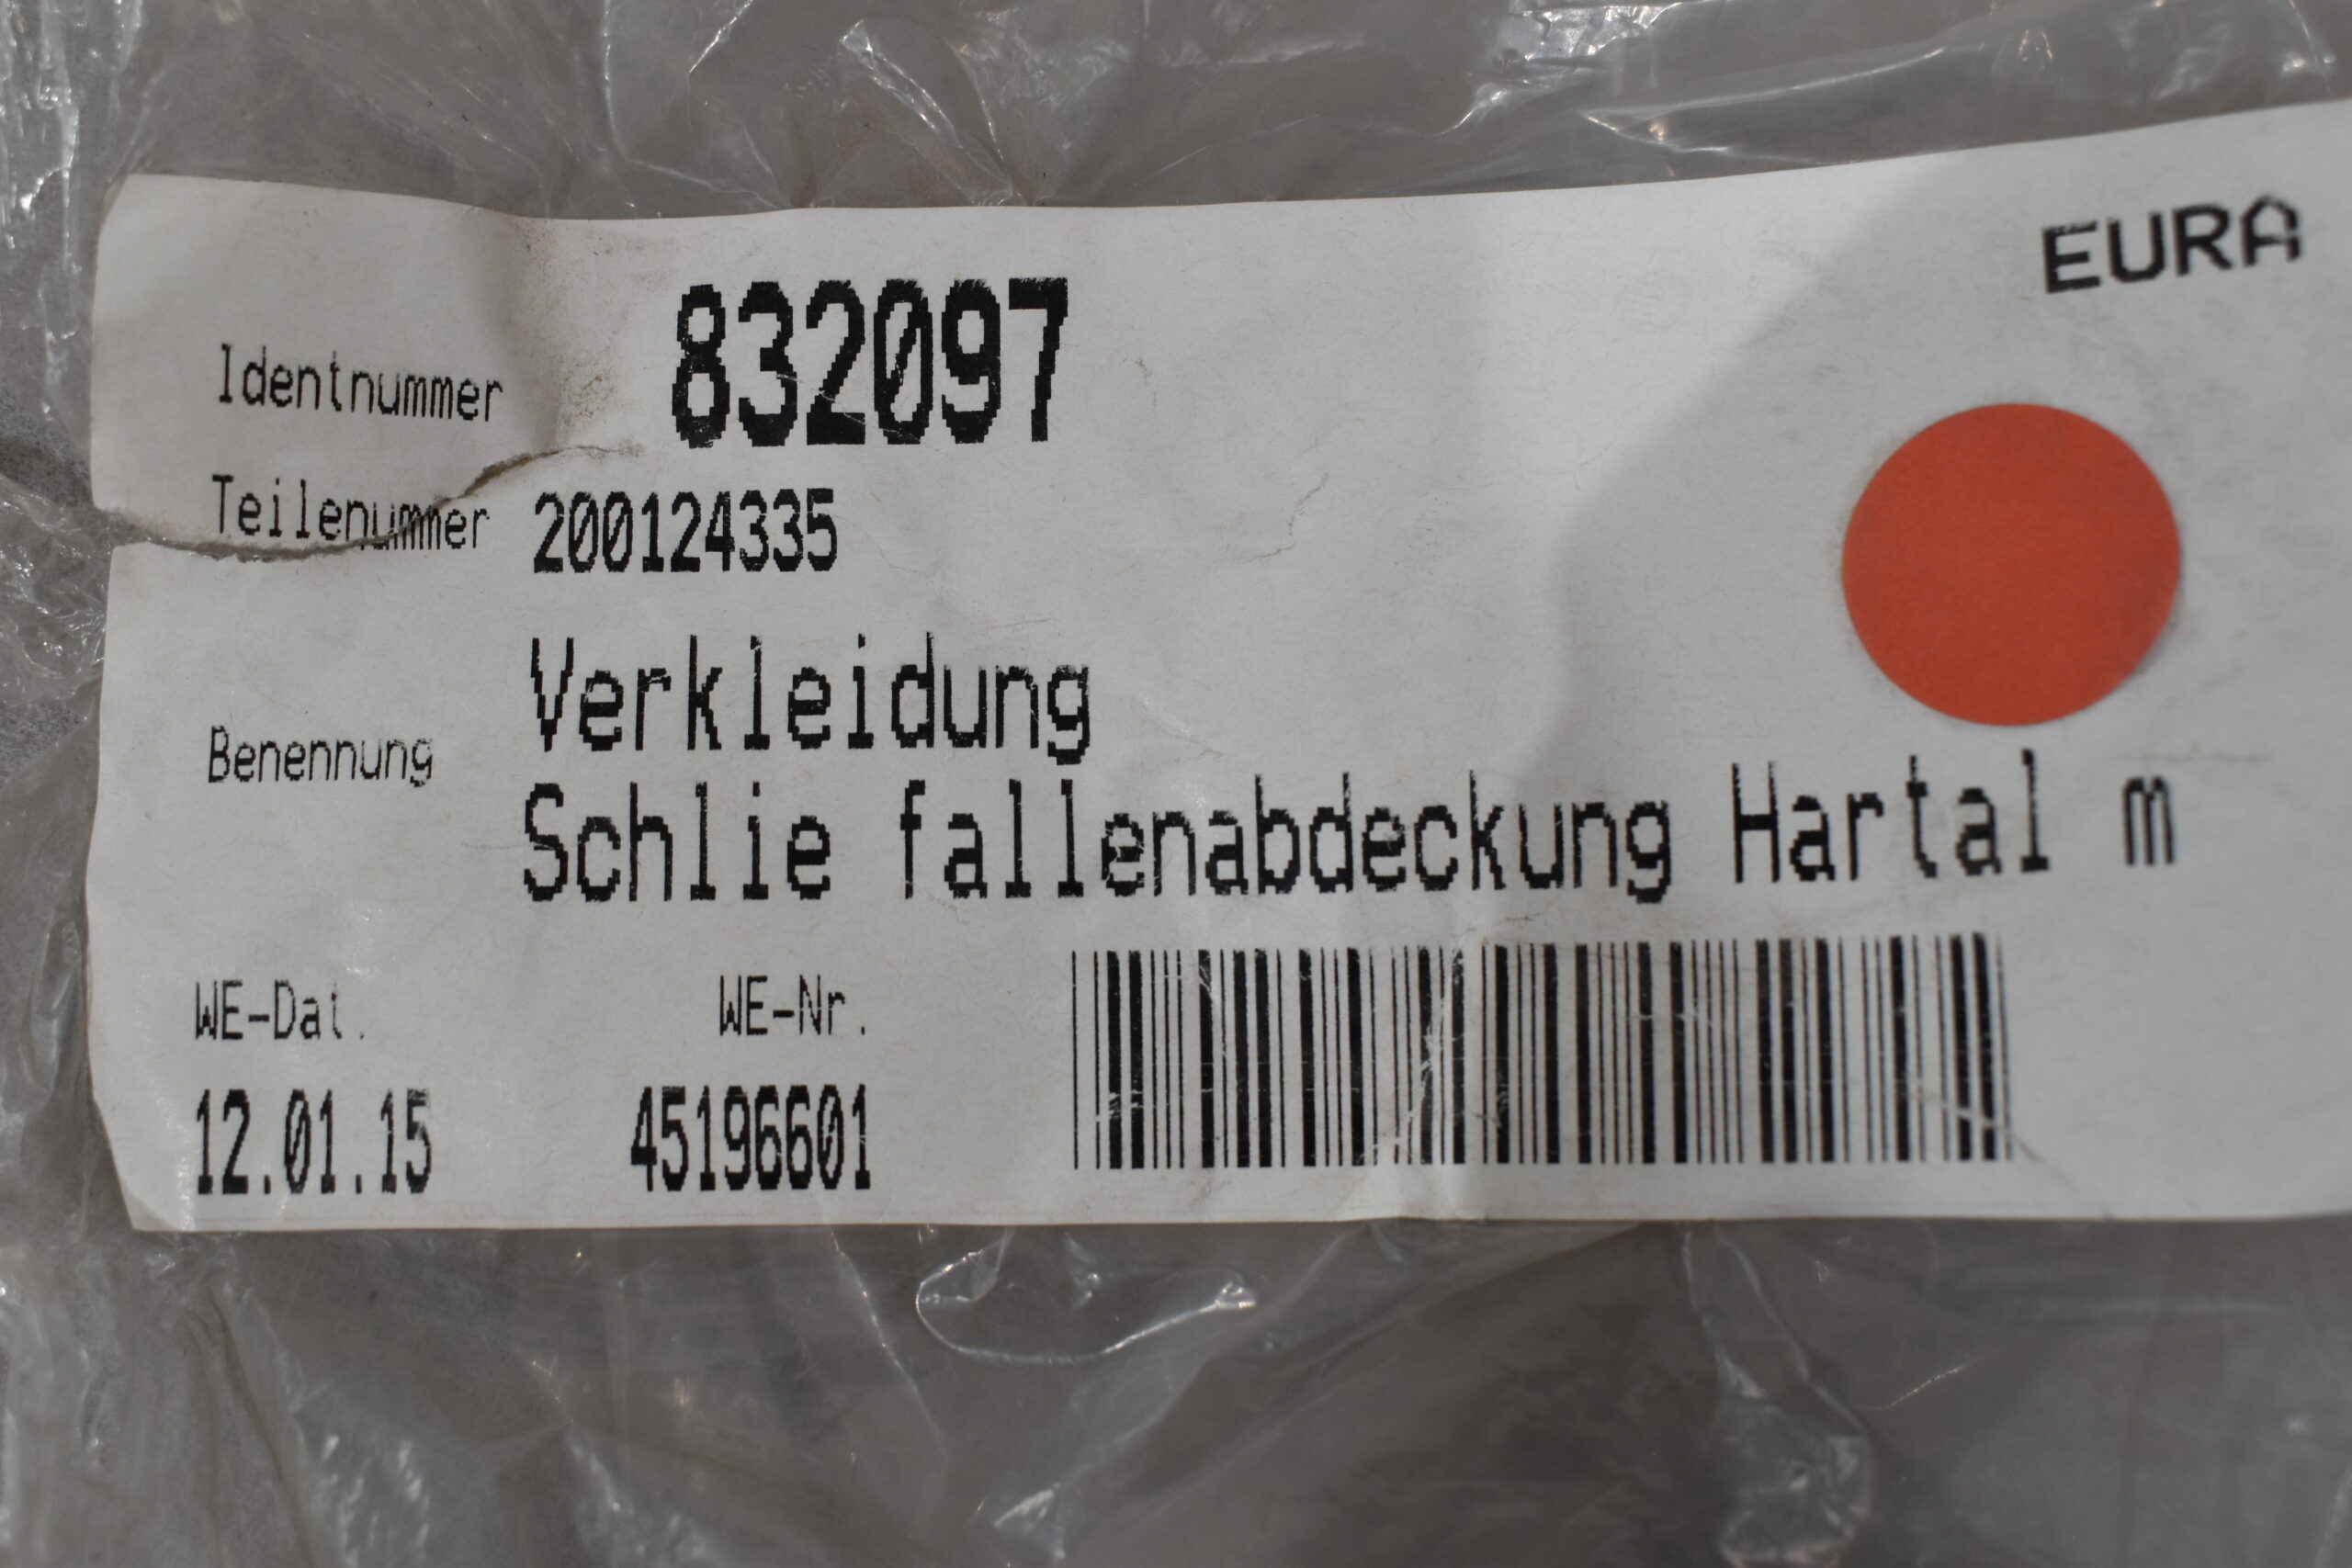 EURA
Identnummer 832097
Teilenummer 200124335
Benennung Verkleidung
Schlie fallenabdeckung Hartal m
WE-Dat. WE-Nr.
12.01.15 45196601